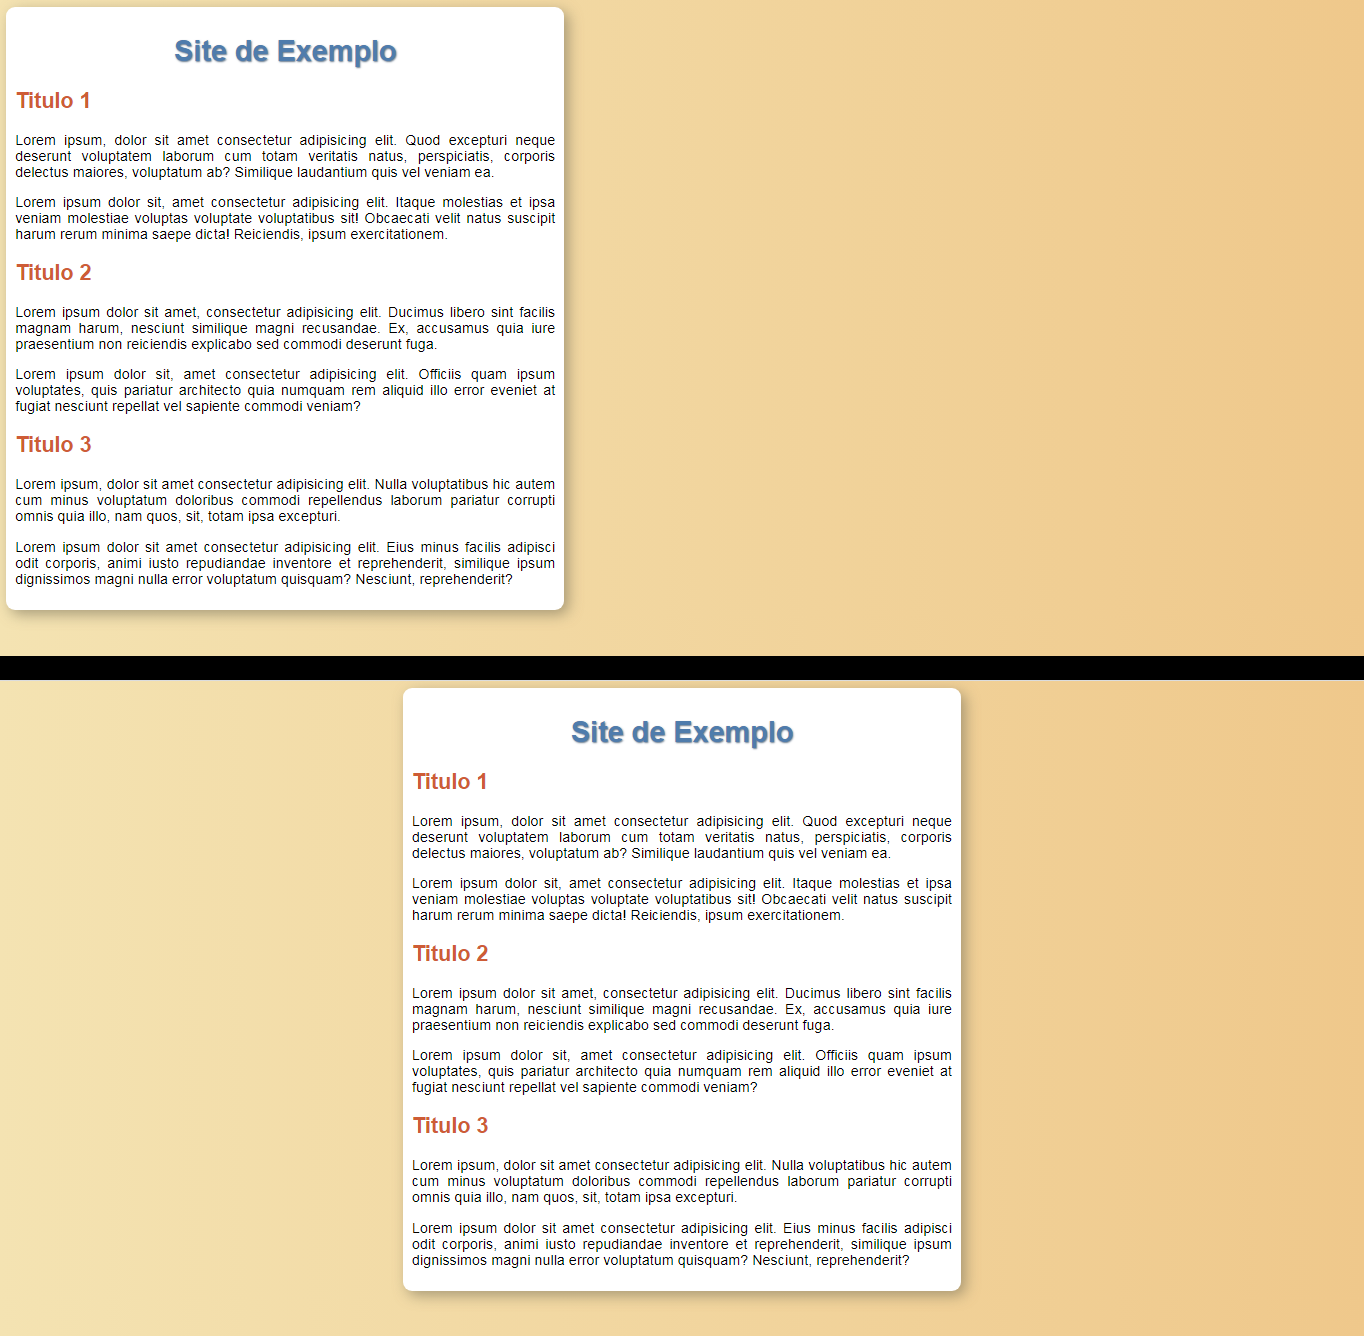 Site de Exemplo
Titulo 1
Lorem ipsum, dolor sit amet consectetur adipisicing elit. Quod excepturi neque
deserunt voluptatem laborum cum totam veritatis natus, perspiciatis, corporis
delectus maiores, voluptatum ab? Similique laudantium quis vel veniam ea.
Lorem ipsum dolor sit, amet consectetur adipisicing elit. Itaque molestias et ipsa
veniam molestiae voluptas voluptate voluptatibus sit! Obcaecati velit natus suscipit
harum rerum minima saepe dicta! Reiciendis, ipsum exercitationem.
Titulo 2
Lorem ipsum dolor sit amet, consectetur adipisicing elit. Ducimus libero sint facilis
magnam harum, nesciunt similique magni recusandae. Ex, accusamus quia iure
praesentium non reiciendis explicabo sed commodi deserunt fuga.
Lorem ipsum dolor sit, amet consectetur adipisicing elit. Officiis quam ipsum
voluptates, quis pariatur architecto quia numquam rem aliquid illo error eveniet at
fugiat nesciunt repellat vel sapiente commodi veniam?
Titulo 3
Lorem ipsum, dolor sit amet consectetur adipisicing elit. Nulla voluptatibus hic autem
cum minus voluptatum doloribus commodi repellendus laborum pariatur corrupti
omnis quia illo, nam quos, sit, totam ipsa excepturi.
Lorem ipsum dolor sit amet consectetur adipisicing elit. Eius minus facilis adipisci
odit corporis, animi iusto repudiandae inventore et reprehenderit, similique ipsum
dignissimos magni nulla error voluptatum quisquam? Nesciunt, reprehenderit?
Site de Exemplo
Titulo 1
Lorem ipsum, dolor sit amet consectetur adipisicing elit. Quod excepturi neque
deserunt voluptatem laborum cum totam veritatis natus, perspiciatis, corporis
delectus maiores, voluptatum ab? Similique laudantium quis vel veniam ea.
Lorem ipsum dolor sit, amet consectetur adipisicing elit. Itaque molestias et ipsa
veniam molestiae voluptas voluptate voluptatibus sit! Obcaecati velit natus suscipit
harum rerum minima saepe dicta! Reiciendis, ipsum exercitationem.
Titulo 2
Lorem ipsum dolor sit amet, consectetur adipisicing elit. Ducimus libero sint facilis
magnam harum, nesciunt similique magni recusandae. Ex, accusamus quia iure
praesentium non reiciendis explicabo sed commodi deserunt fuga.
Lorem ipsum dolor sit, amet consectetur adipisicing elit. Officiis quam ipsum
voluptates, quis pariatur architecto quia numquam rem aliquid illo error eveniet at
fugiat nesciunt repellat vel sapiente commodi veniam?
Titulo 3
Lorem ipsum, dolor sit amet consectetur adipisicing elit. Nulla voluptatibus hic autem
cum minus voluptatum doloribus commodi repellendus laborum pariatur corrupti
omnis quia illo, nam quos, sit, totam ipsa excepturi.
Lorem ipsum dolor sit amet consectetur adipisicing elit. Eius minus facilis adipisci
odit corporis, animi iusto repudiandae inventore et reprehenderit, similique ipsum
dignissimos magni nulla error voluptatum quisquam? Nesciunt, reprehenderit?